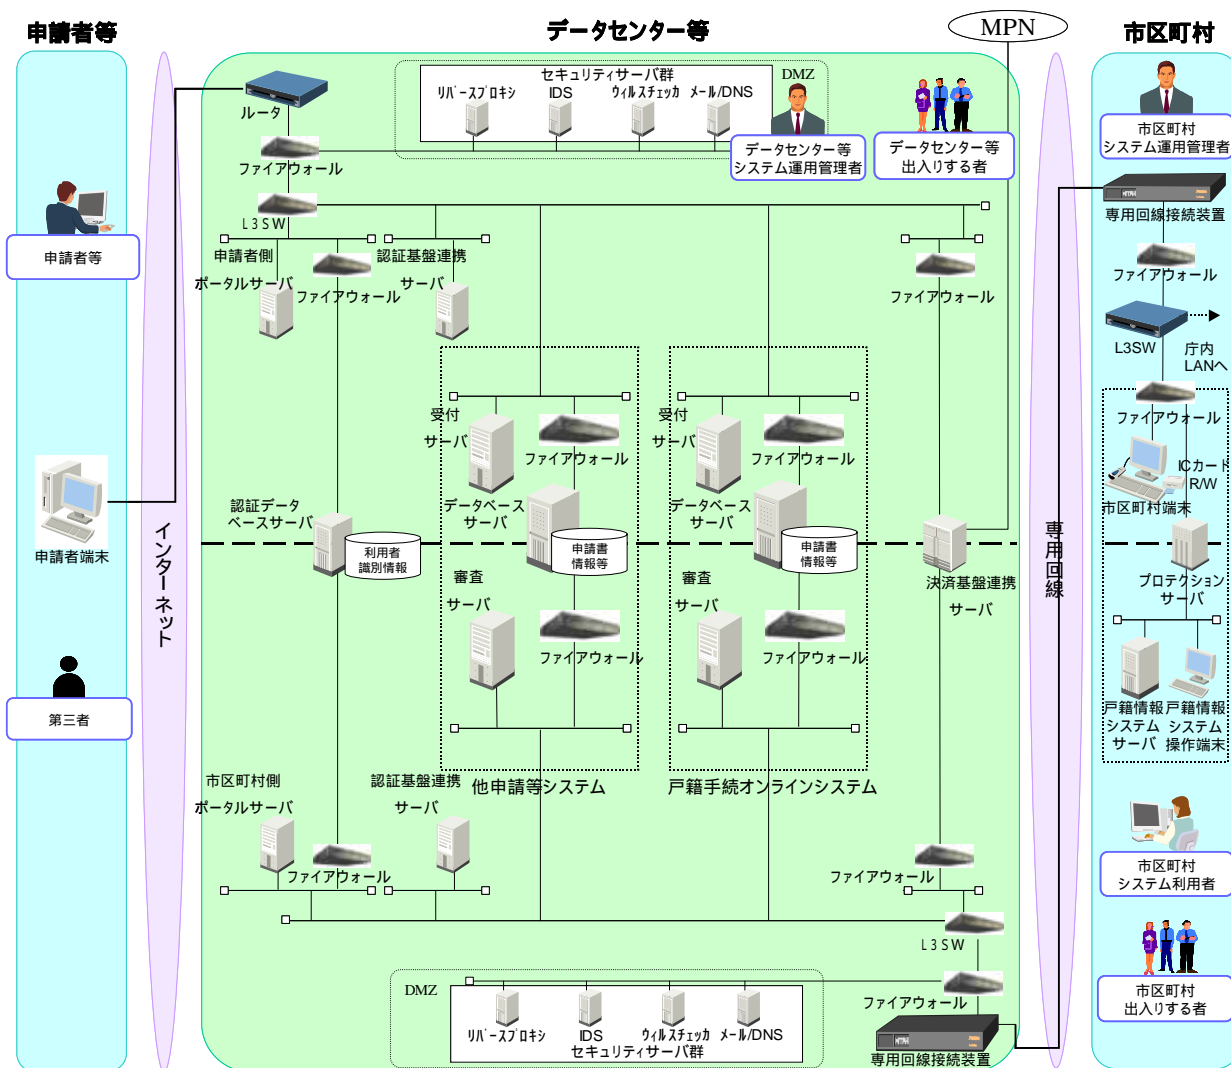 申請者等
データセンター等
MPN
市区町村
セキュリティサーバ群
DMZ
リバースプロキシ
IDS
ウィルスチェッカ
メール/DNS
ルータ
ファイアウォール
データセンター等
システム運用管理者
データセンター等
出入りする者
市区町村
システム運用管理者
専用回線接続装置
L3SW
申請者等
申請者側
ポータルサーバ
ファイアウォール
認証基盤連携
サーバ
ファイアウォール
ファイアウォール
L3SW
庁内
LANへ
受付
サーバ
ファイアウォール
受付
サーバ
ファイアウォール
ファイアウォール
ICカード
R/W
市区町村端末
認証データ
ベースサーバ
データベース
サーバ
データベース
サーバ
申請者端末
インターネット
利用者
識別情報
申請書
情報等
申請書
情報等
決済基盤連携
サーバ
専用回線
プロテクション
サーバ
審査
サーバ
ファイアウォール
審査
サーバ
ファイアウォール
第三者
戸籍情報
システム
サーバ
戸籍情報
システム
操作端末
市区町村側
ポータルサーバ
認証基盤連携
サーバ
他申請等システム
戸籍手続オンラインシステム
ファイアウォール
ファイアウォール
市区町村
システム利用者
L3SW
DMZ
ファイアウォール
市区町村
出入りする者
リバースプロキシ
IDS
ウィルスチェッカ
メール/DNS
セキュリティサーバ群
専用回線接続装置